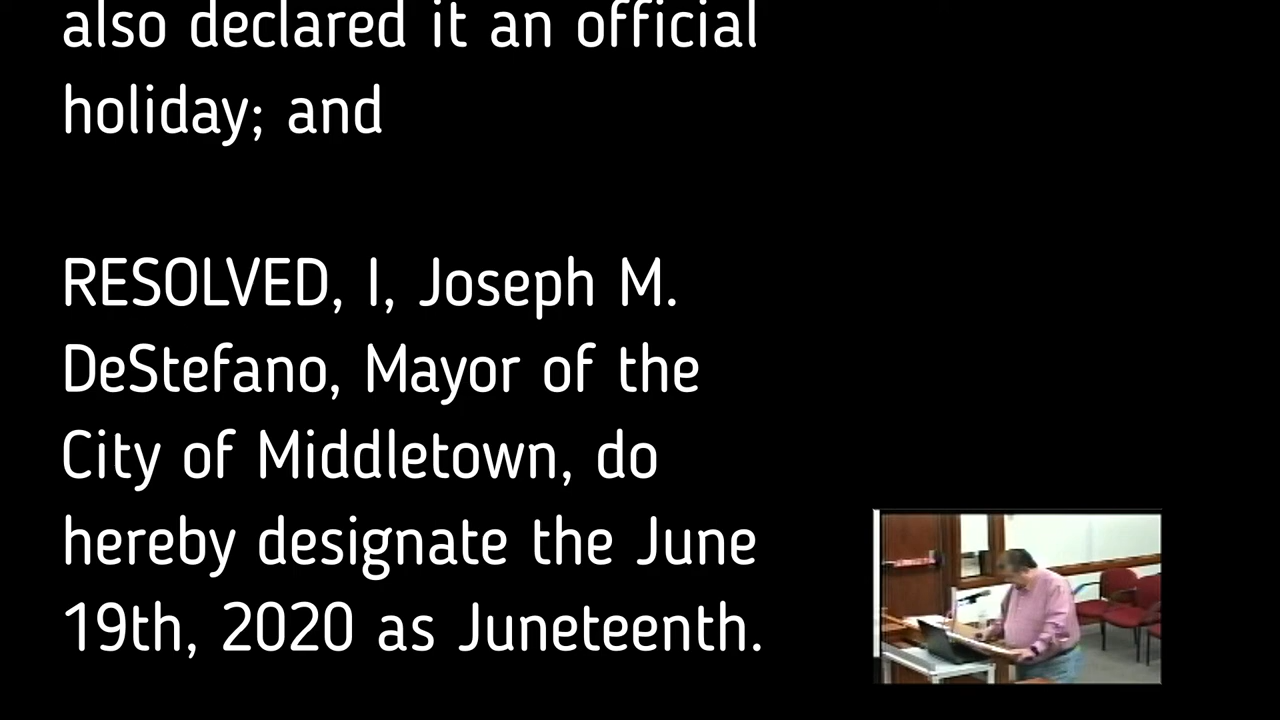 also declared it an official
holiday; and
RESOLVED, I, Joseph M.
DeStefano, Mayor of the
City of Middletown, do
hereby designate the June
19th, 2020 as Juneteenth.